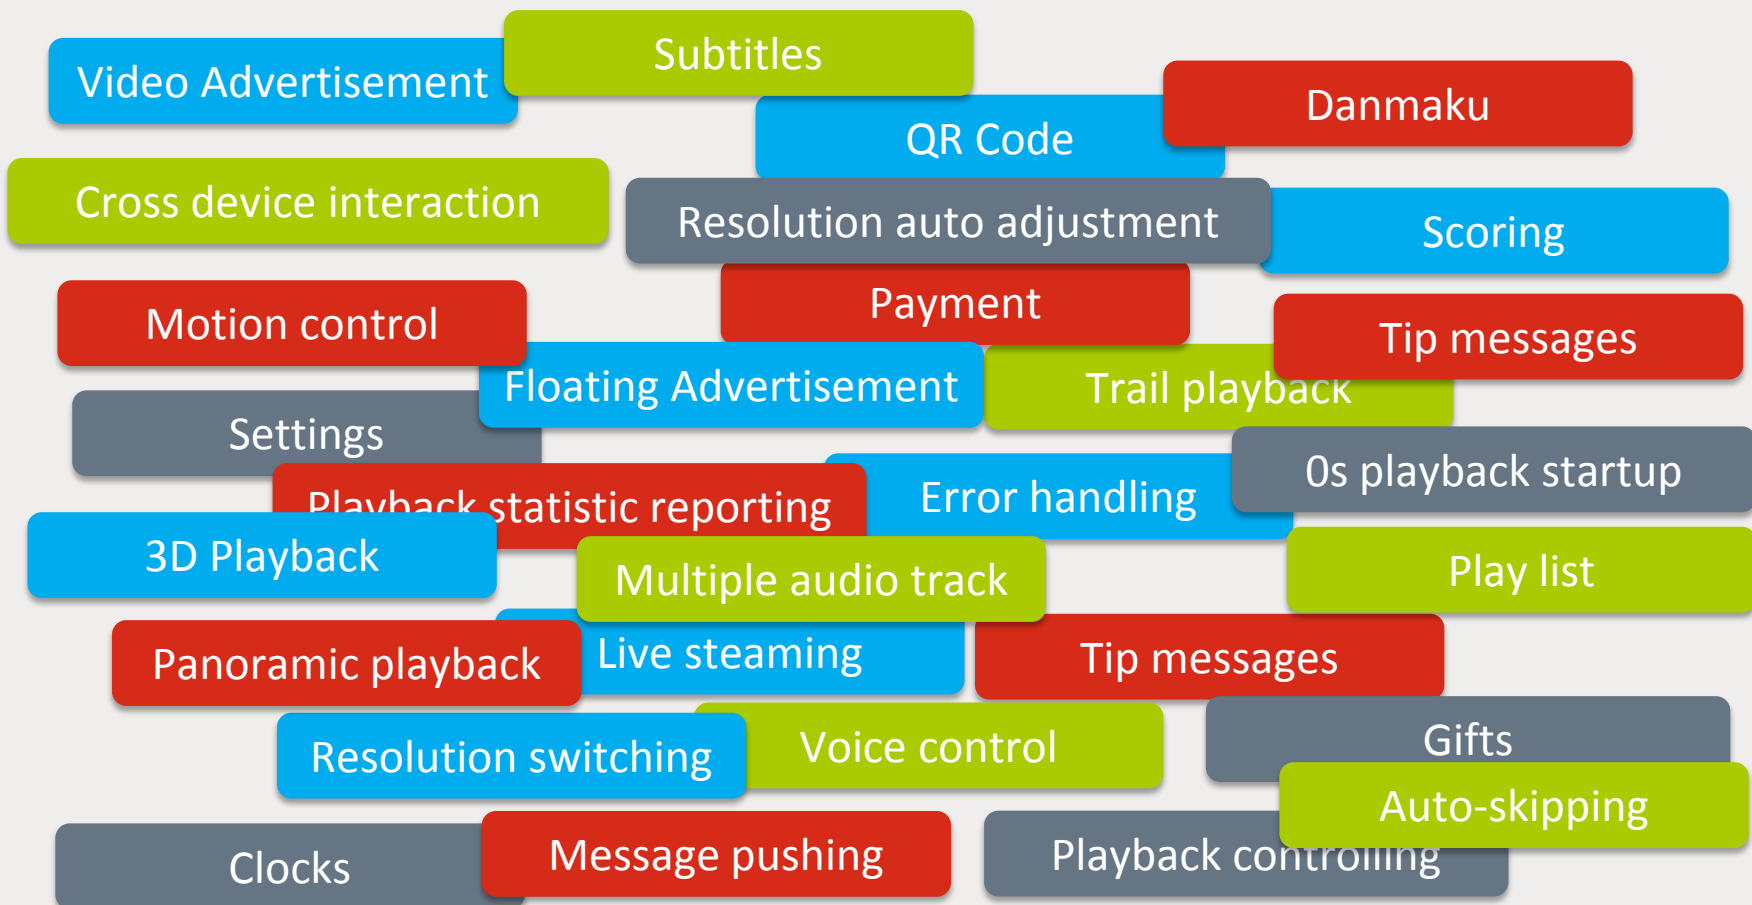 Video Advertisement
Subtitles
QR Code
Danmaku
Cross device interaction
Resolution auto adjustment
Scoring
Motion control
Payment
Tip messages
Floating Advertisement
Trail playback
Settings
Playback statistic reporting
Error handling
0s playback startup
3D Playback
Multiple audio track
Play list
Panoramic playback
Live steaming
Tip messages
Resolution switching
Voice control
Gifts
Auto-skipping
Clocks
Message pushing
Playback controlling